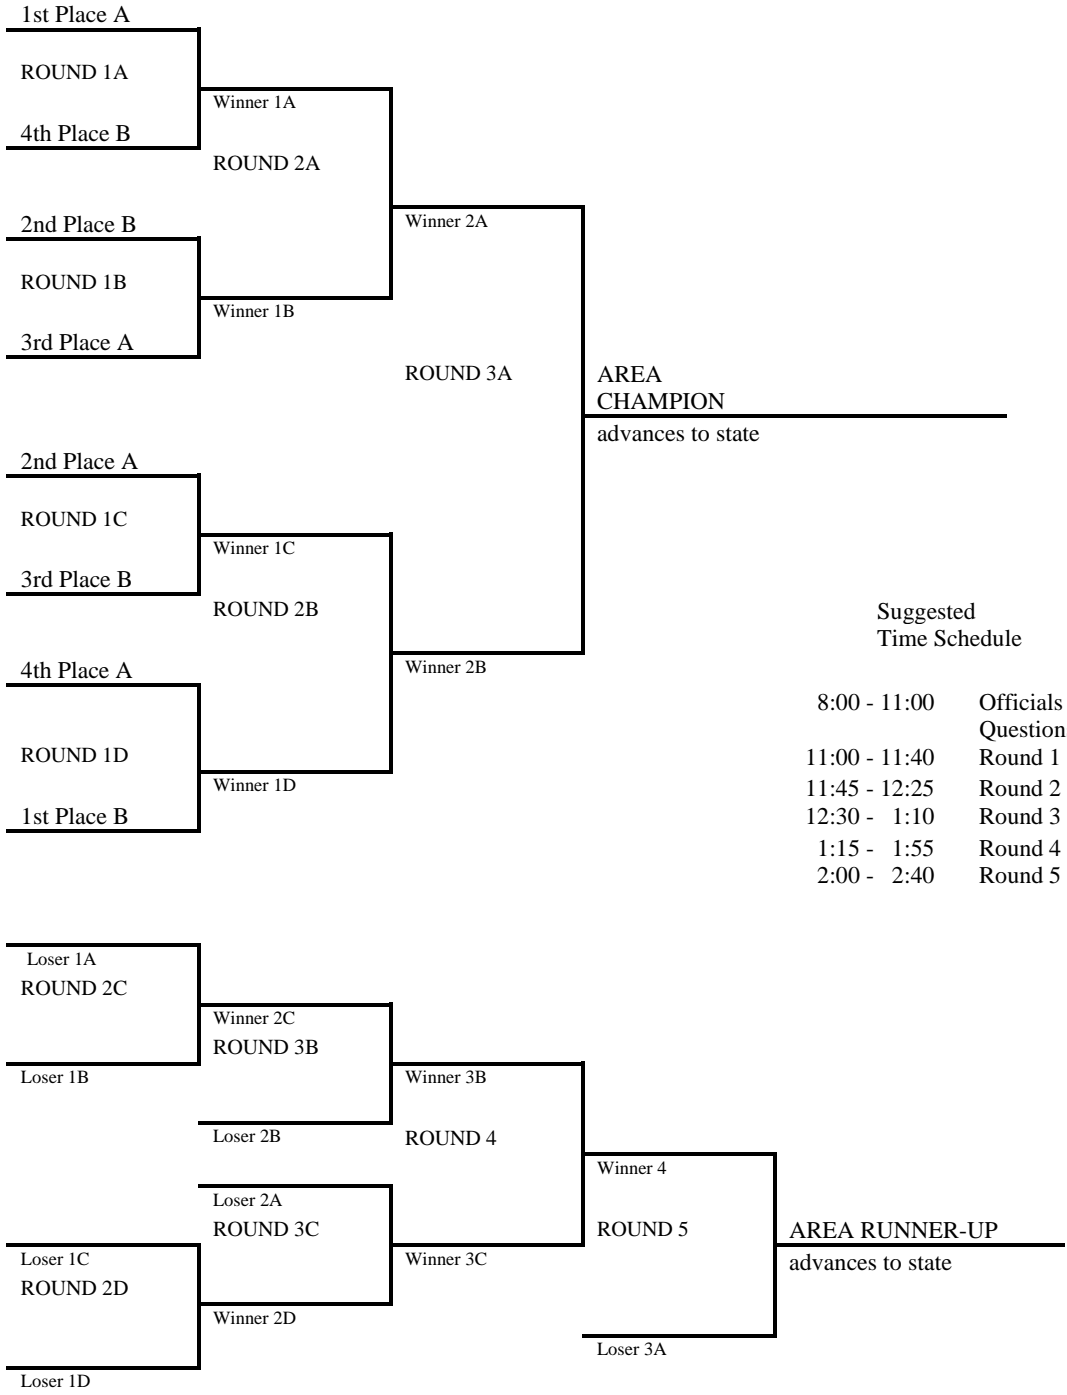 1st Place A
ROUND 1A
Winner 1A
4th Place B
ROUND 2A
2nd Place B
Winner 2A
ROUND 1B
Winner 1B
3rd Place A
ROUND 3A
AREA
CHAMPION
advances to state
2nd Place A
ROUND 1C
Winner 1C
3rd Place B
ROUND 2B
4th Place A
Winner 2B
ROUND 1D
Winner 1D
1st Place B
Suggested
Time Schedule
8:00 - 11:00 Officials
Question
11:00 - 11:40 Round 1
11:45 - 12:25 Round 2
12:30 - 1:10 Round 3
1:15 - 1:55 Round 4
2:00 - 2:40 Round 5
Loser 1A
ROUND 2C
Winner 2C
ROUND 3B
Loser 1B
Winner 3B
Loser 2B
ROUND 4
Winner 4
Loser 2A
ROUND 3C
ROUND 5
AREA RUNNER-UP
advances to state
Loser 1C
Winner 3C
ROUND 2D
Winner 2D
Loser 3A
Loser 1D